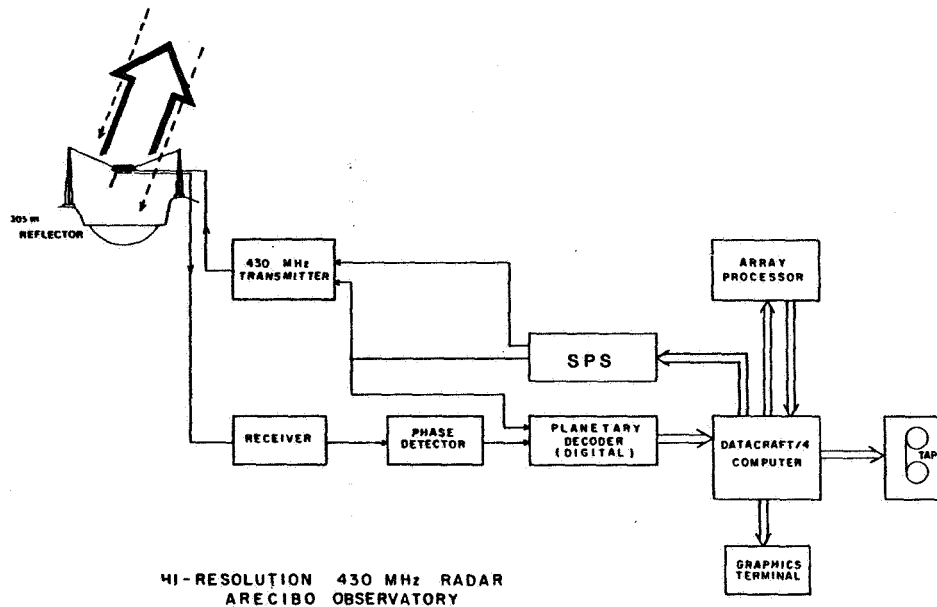 305 m
REFLECTOR
430 MHz
TRANSMITTER
ARRAY
PROCESSOR
SPS
RECEIVER
PHASE
DETECTOR
PLANETARY
DECODER
(DIGITAL)
DATACRAFT/4
COMPUTER
TAP
GRAPHICS
TERMINAL
HI-RESOLUTION 430 MHz RADAR
ARECIBO OBSERVATORY